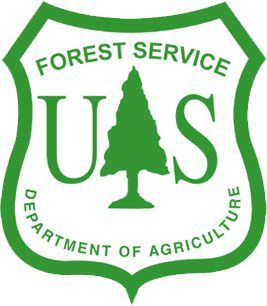 FOREST SERVICE
U S
DEPARTMENT OF AGRICULTURE